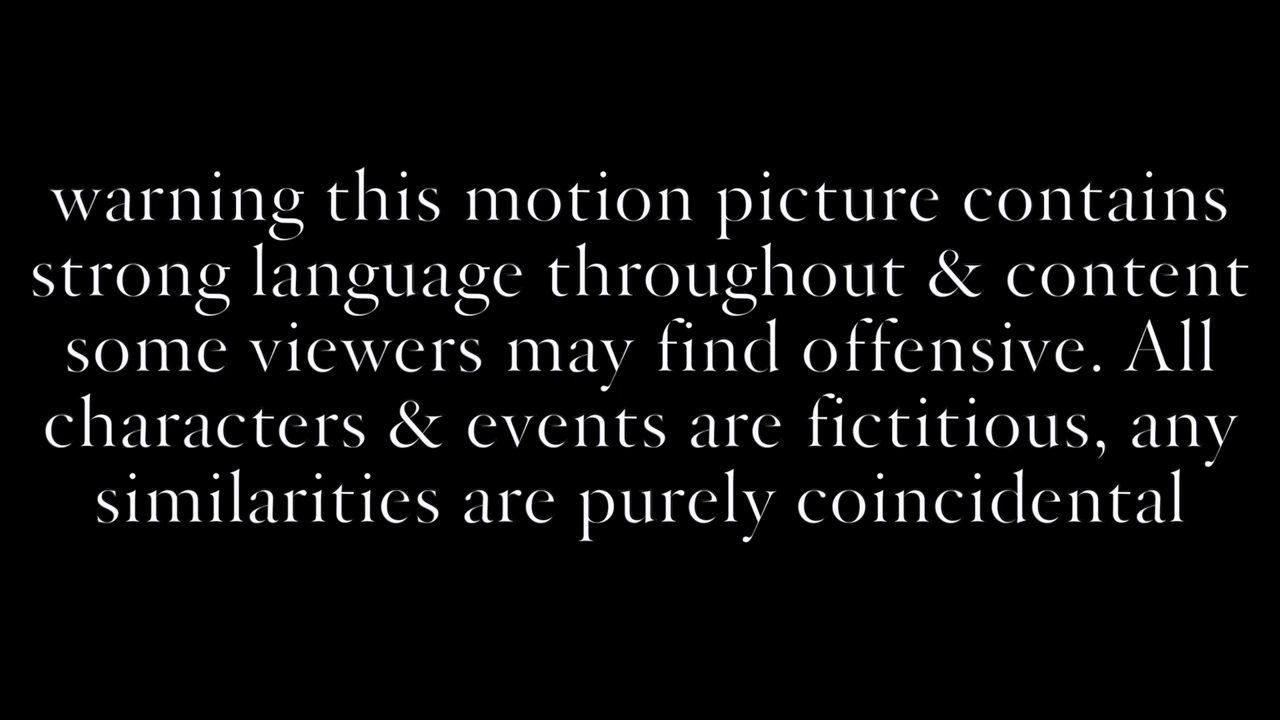 warning this motion picture contains
strong language throughout & content
some viewers may find offensive. All
characters & events are fictitious, any
similarities are purely coincidental